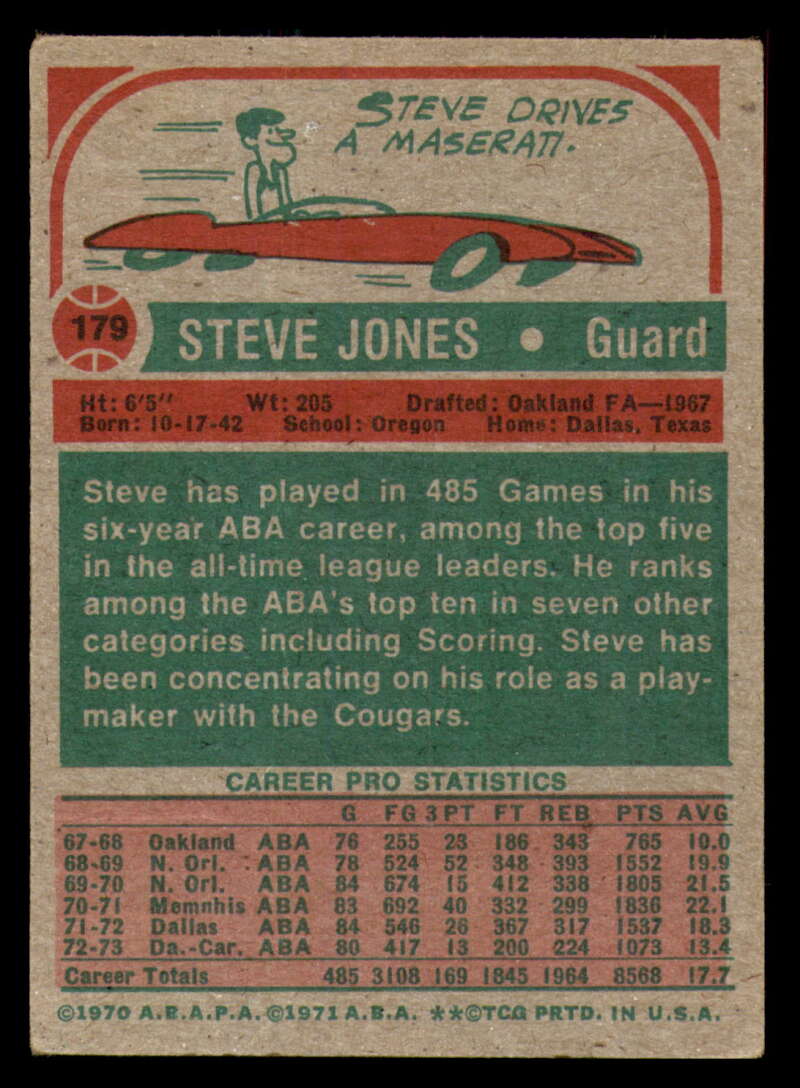 STEVE DRIVES
A MASERATI.
179 STEVE JONES • Guard
Ht: 6'5" Wt: 205 Drafted: Oakland FA—1967
Born: 10-17-42 School: Oregon Home: Dallas, Texas
Steve has played in 485 Games in his
six-year ABA career, among the top five
in the all-time league leaders. He ranks
among the ABA's top ten in seven other
categories including Scoring. Steve has
been concentrating on his role as a play-
maker with the Cougars.
CAREER PRO STATISTICS
G FG 3PT FT REB PTS AVG
67-68 Oakland ABA 76 255 23 186 343 765 10.0
68-69 N. Orl. ABA 78 524 52 348 393 1552 19.9
69-70 N. Orl. ABA 84 674 15 412 338 1805 21.5
70-71 Memnhis ABA 83 692 40 332 299 1836 22.1
71-72 Dallas ABA 84 546 26 367 317 1537 18.3
72-73 Da.-Car. ABA 80 417 13 200 224 1073 13.4
Career Totals 485 3108 169 1845 1964 8568 17.7
©1970 A.B.A.P.A. ©1971 A.B.A. **©TCG PRTD. IN U.S.A.